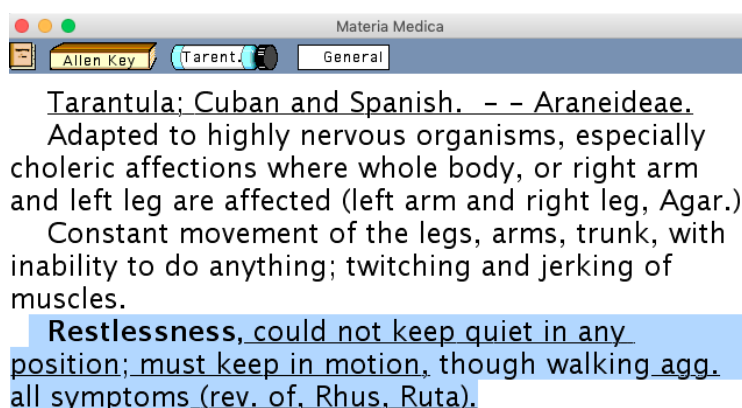 Materia Medica
Allen Key
Tarent.
General
Tarantula; Cuban and Spanish. – – Araneideae.
Adapted to highly nervous organisms, especially
choleric affections where whole body, or right arm
and left leg are affected (left arm and right leg, Agar.)
Constant movement of the legs, arms, trunk, with
inability to do anything; twitching and jerking of
muscles.
Restlessness, could not keep quiet in any
position; must keep in motion, though walking agg.
all symptoms (rev. of, Rhus, Ruta).